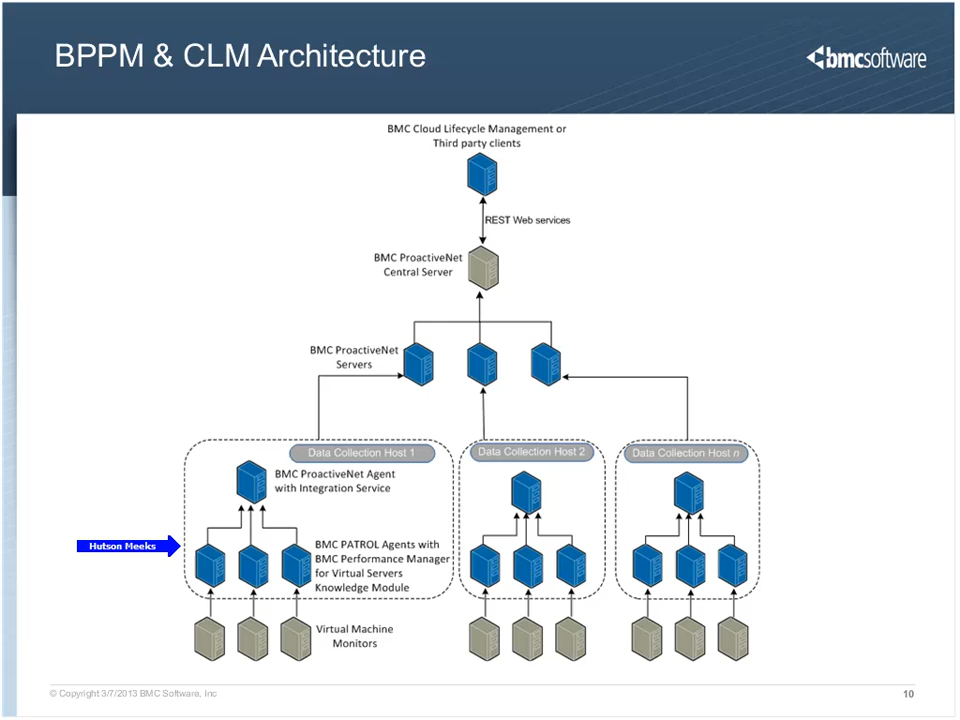 BPPM & CLM Architecture
bmcsoftware
BMC Cloud Lifecycle Management or
Third party clients
REST Web services
BMC ProactiveNet
Central Server
BMC ProactiveNet
Servers
Data Collection Host 1
Data Collection Host 2
Data Collection Host n
BMC ProactiveNet Agent
with Integration Service
Hutson Meeks
BMC PATROL Agents with
BMC Performance Manager
for Virtual Servers
Knowledge Module
Virtual Machine
Monitors
© Copyright 3/7/2013 BMC Software, Inc
10